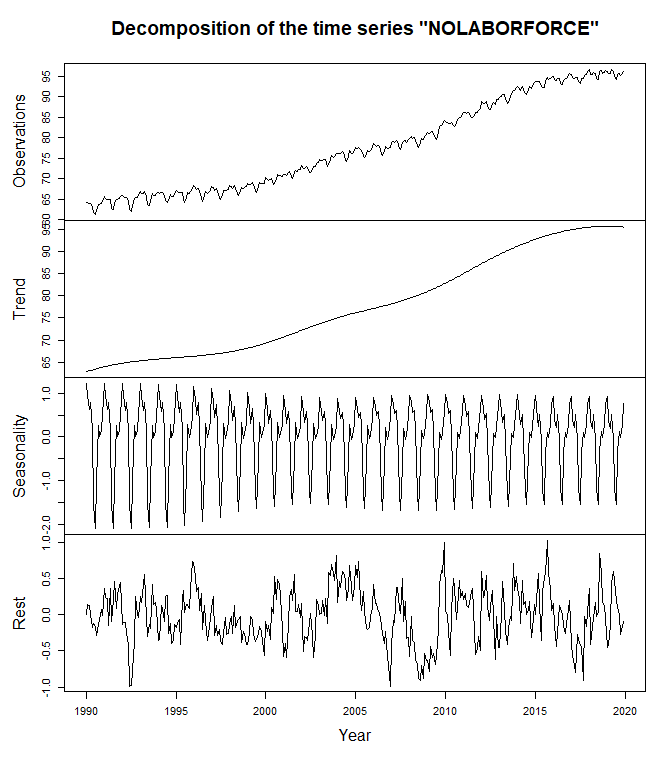 Decomposition of the time series "NOLABORFORCE"
Observations
60 65 70 75 80 85 90 95
Trend
65 70 75 80 85 90 95
Seasonality
-2.0 -1.0 0.0 1.0
Rest
-1.0 -0.5 0.0 0.5 1.0
1990 1995 2000 2005 2010 2015 2020
Year